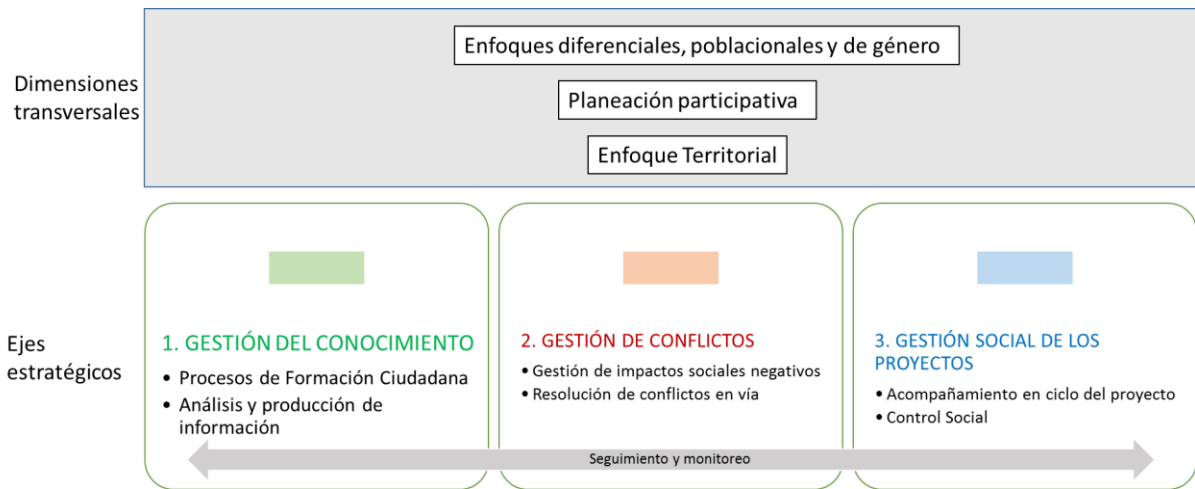 Dimensiones
transversales
Enfoques diferenciales, poblacionales y de género
Planeación participativa
Enfoque Territorial
Ejes
estratégicos
1. GESTIÓN DEL CONOCIMIENTO
• Procesos de Formación Ciudadana
• Análisis y producción de
información
2. GESTIÓN DE CONFLICTOS
• Gestión de impactos sociales negativos
• Resolución de conflictos en vía
3. GESTIÓN SOCIAL DE LOS
PROYECTOS
• Acompañamiento en ciclo del proyecto
• Control Social
Seguimiento y monitoreo